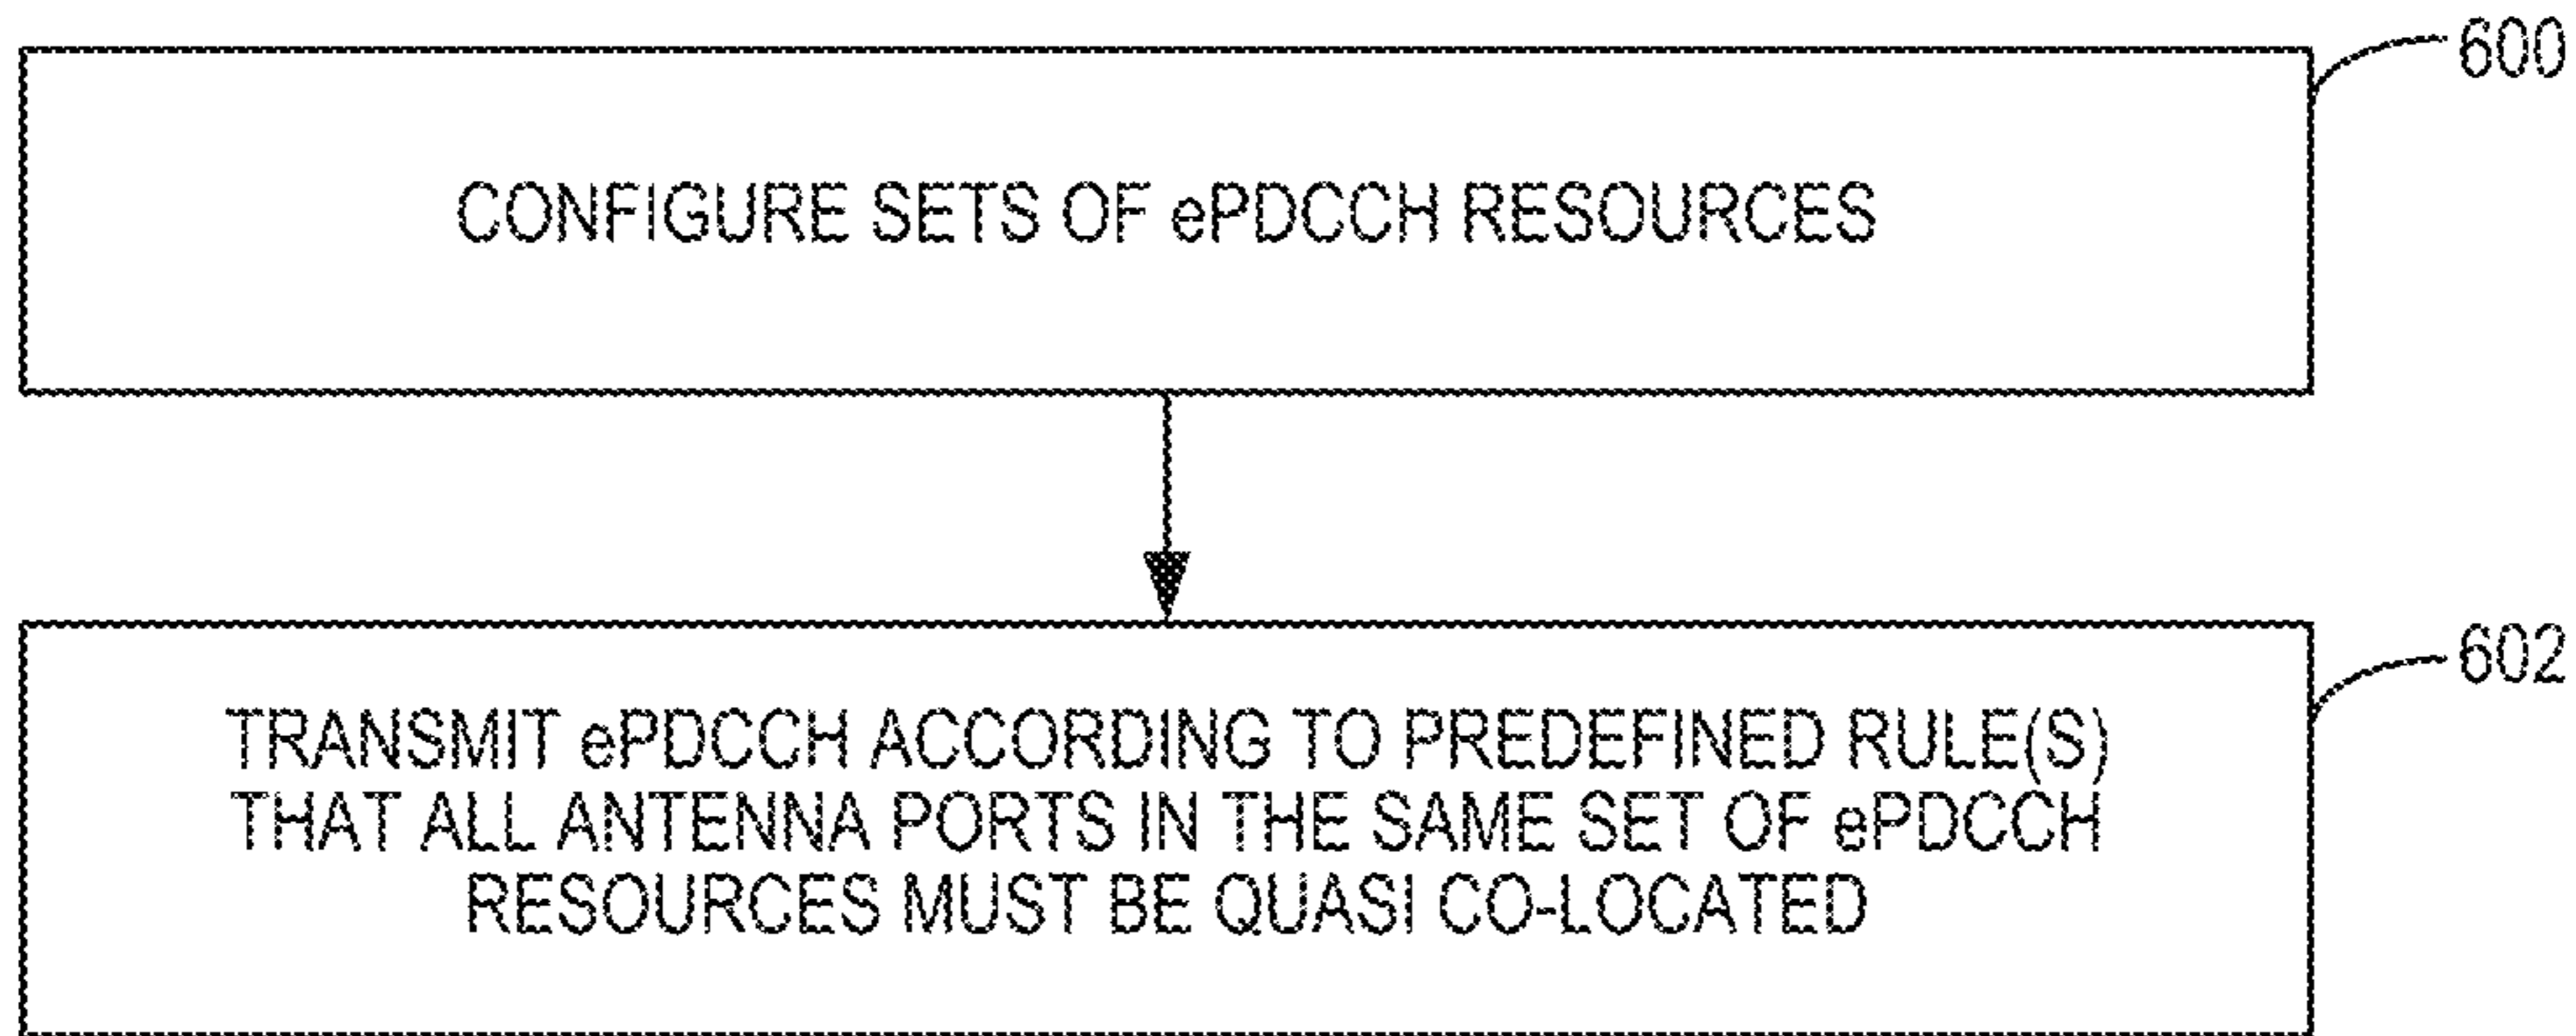 600
CONFIGURE SETS OF ePDCCH RESOURCES
602
TRANSMIT ePDCCH ACCORDING TO PREDEFINED RULE(S)
THAT ALL ANTENNA PORTS IN THE SAME SET OF ePDCCH
RESOURCES MUST BE QUASI CO-LOCATED